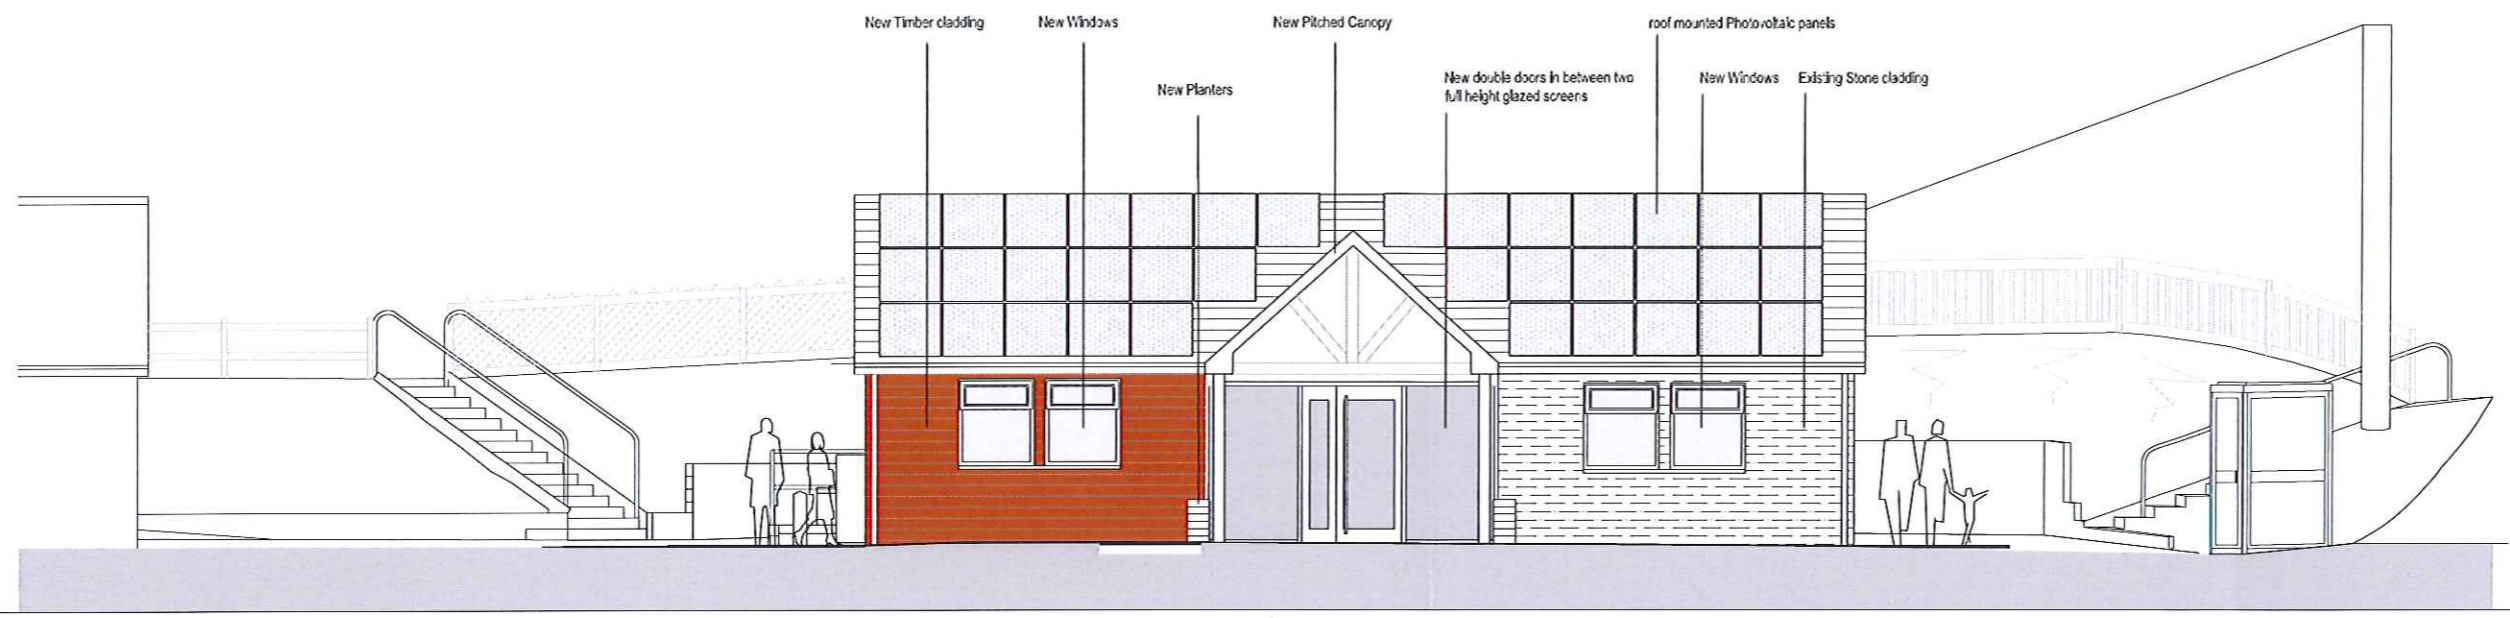 New Timber cladding
New Windows
New Pitched Canopy
roof mounted Photovoltaic panels
New Planters
New double doors in between two
full height glazed screens
New Windows
Existing Stone cladding